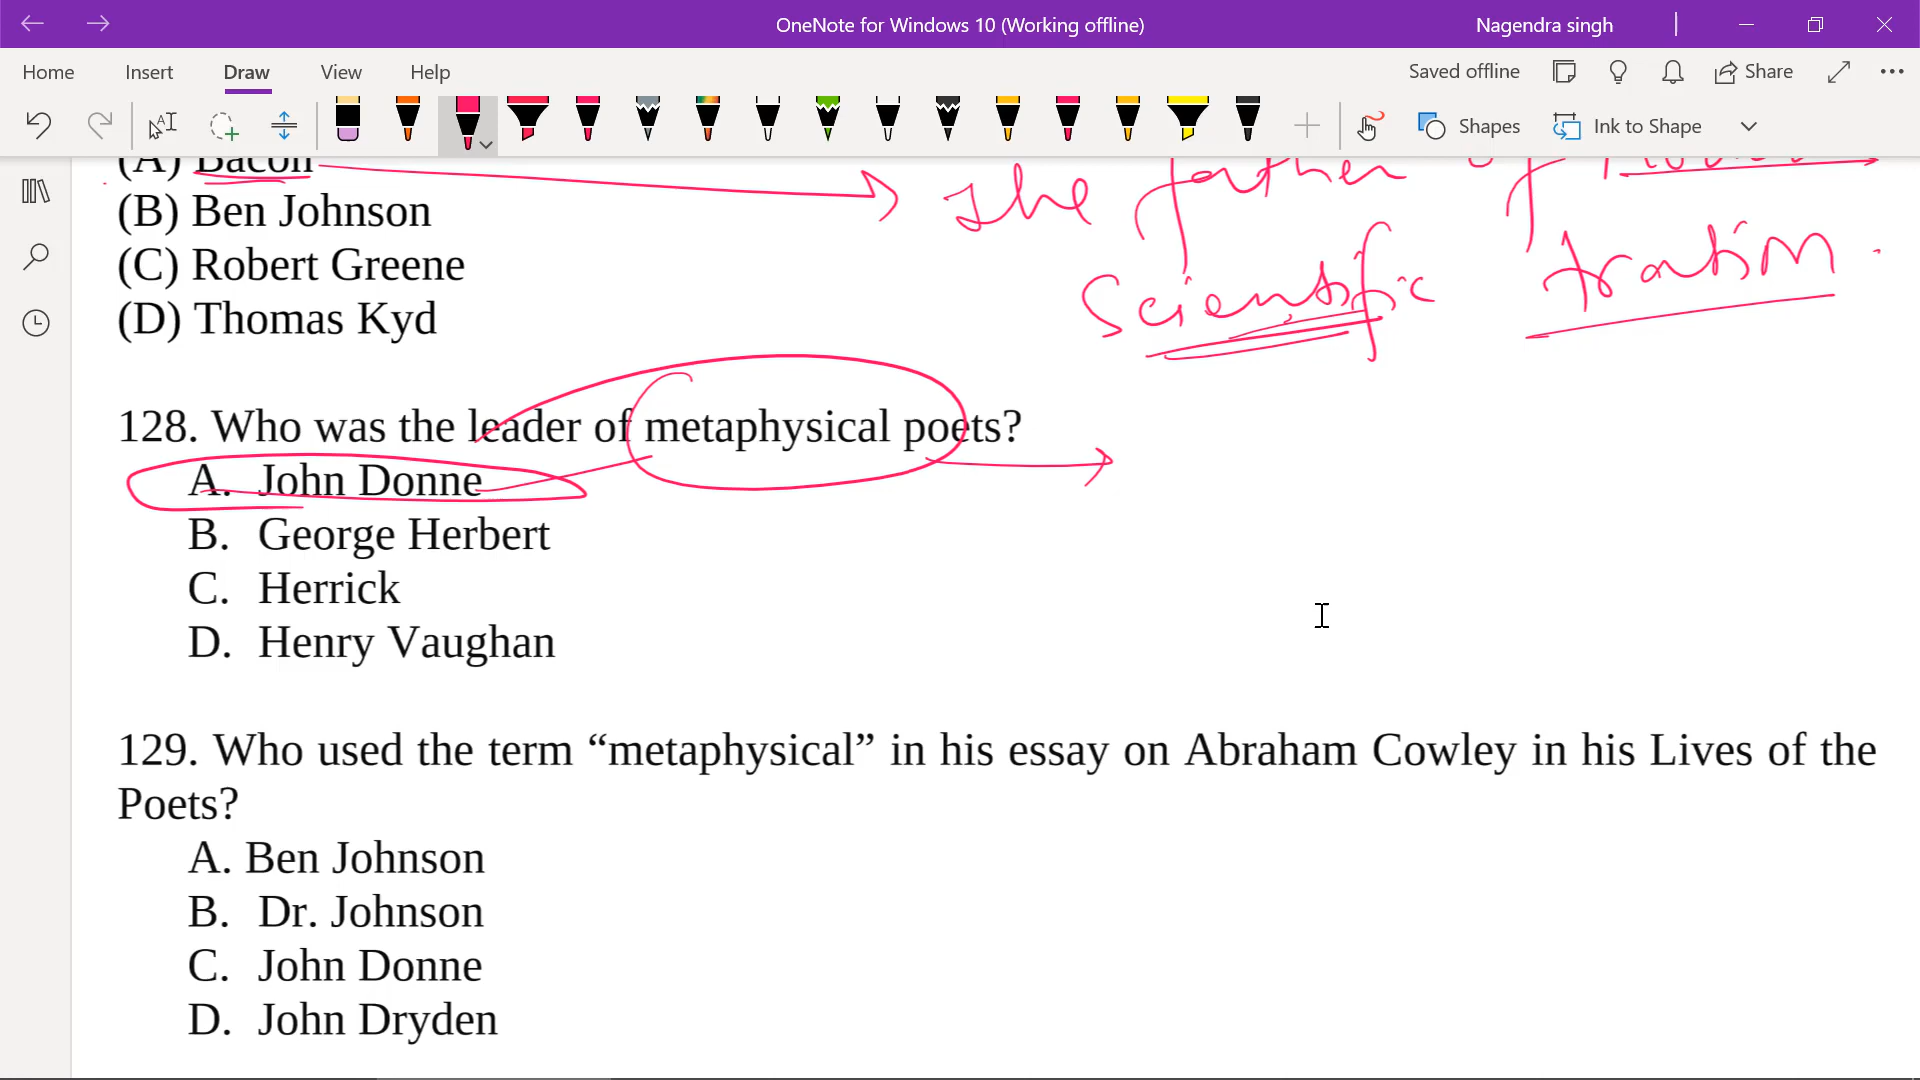 OneNote for Windows 10 (Working offline)
Nagendra singh
Home Insert Draw View Help
Saved offline Share
Shapes Ink to Shape
(A) Bacon
(B) Ben Johnson
(C) Robert Greene
(D) Thomas Kyd
The father of
Scientific
128. Who was the leader of metaphysical poets?
A. John Donne
B. George Herbert
C. Herrick
D. Henry Vaughan
129. Who used the term “metaphysical” in his essay on Abraham Cowley in his Lives of the
Poets?
A. Ben Johnson
B. Dr. Johnson
C. John Donne
D. John Dryden